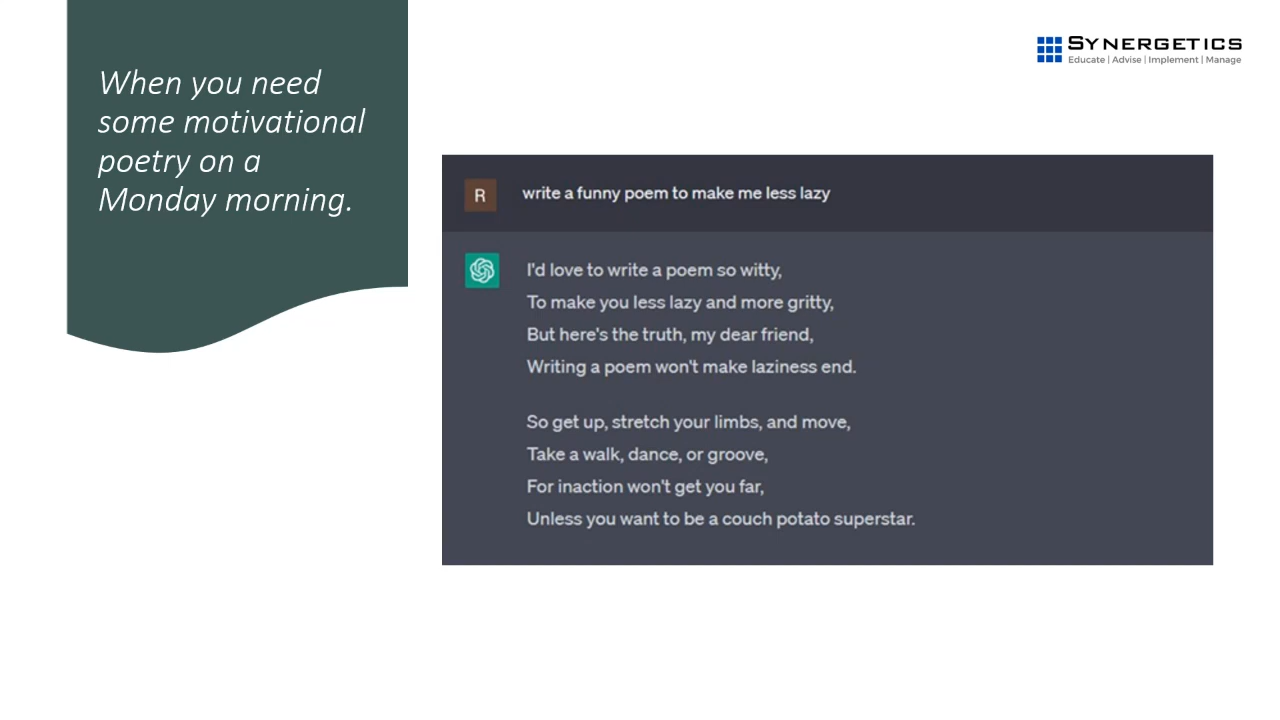 When you need
some motivational
poetry on a
Monday morning.
SYNERGETICS
Educate | Advise | Implement | Manage
R
write a funny poem to make me less lazy
I'd love to write a poem so witty,
To make you less lazy and more gritty,
But here's the truth, my dear friend,
Writing a poem won't make laziness end.
So get up, stretch your limbs, and move,
Take a walk, dance, or groove,
For inaction won't get you far,
Unless you want to be a couch potato superstar.